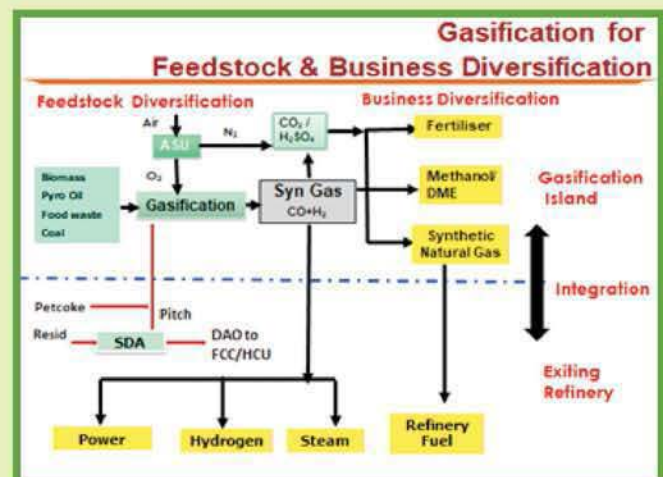 Gasification for
Feedstock & Business Diversification
Feedstock Diversification
Business Diversification
Air
ASU
N₂
CO₂ /
H₂SO₄
Fertiliser
O₂
Biomass
Pyro Oil
Food waste
Coal
Gasification
Syn Gas
CO+H₂
Methanol/
DME
Gasification
Island
Synthetic
Natural Gas
Petcoke
Pitch
Integration
Resid
SDA
DAO to
FCC/HCU
Exiting
Refinery
Power
Hydrogen
Steam
Refinery
Fuel